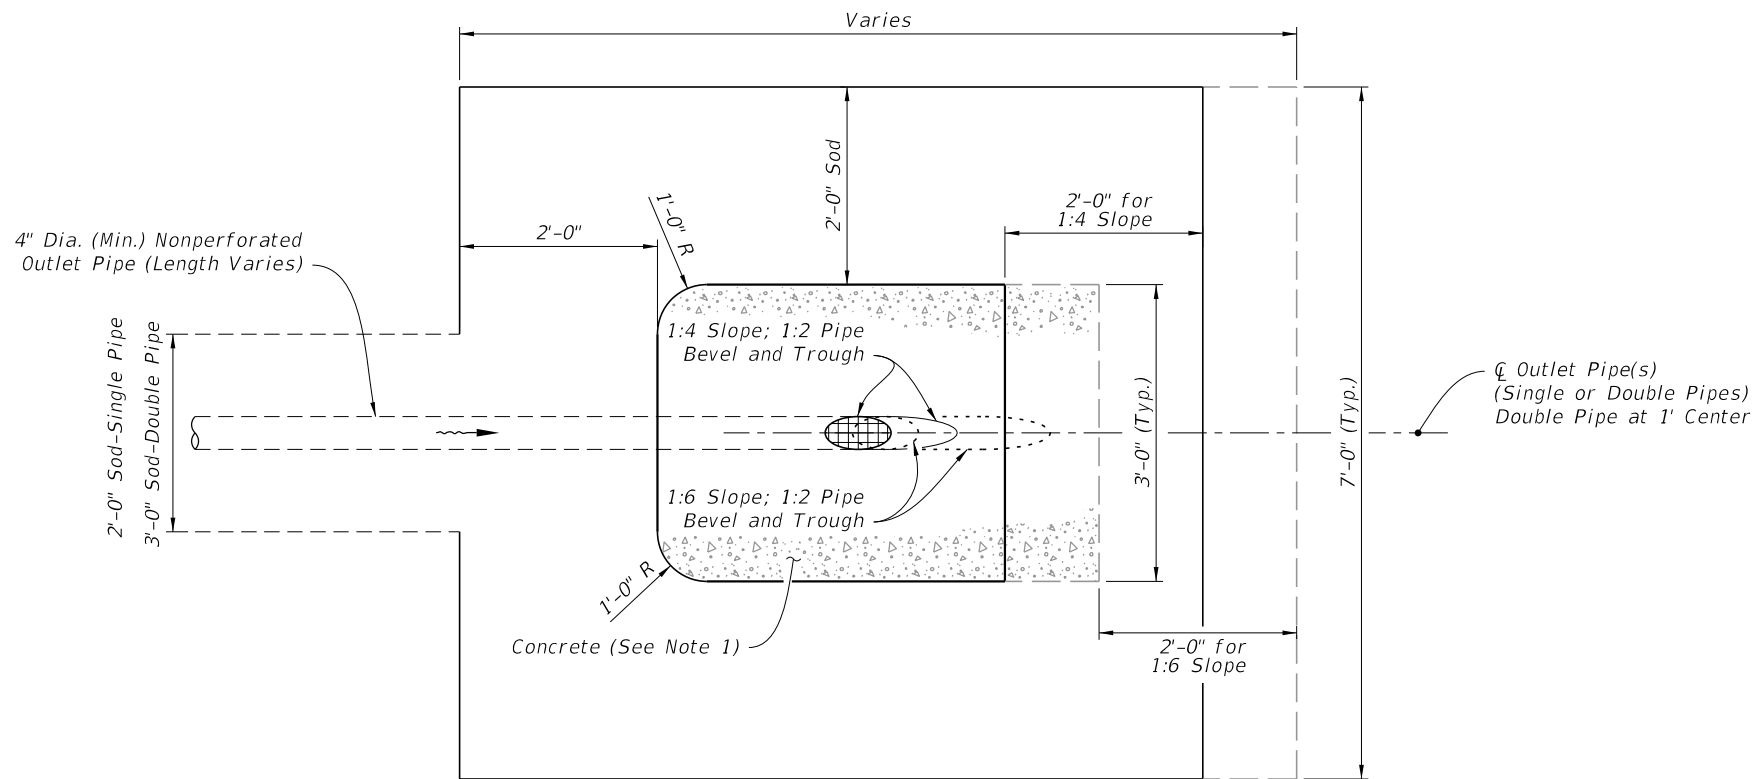 Varies
2'-0" Sod
1'-0" R
2'-0" for
1:4 Slope
4" Dia. (Min.) Nonperforated
Outlet Pipe (Length Varies)
2'-0"
2'-0" Sod-Single Pipe
3'-0" Sod-Double Pipe
1:4 Slope; 1:2 Pipe
Bevel and Trough
3'-0" (Typ.)
7'-0" (Typ.)
℄ Outlet Pipe(s)
(Single or Double Pipes)
Double Pipe at 1' Center
1:6 Slope; 1:2 Pipe
Bevel and Trough
1'-0" R
Concrete (See Note 1)
2'-0" for
1:6 Slope